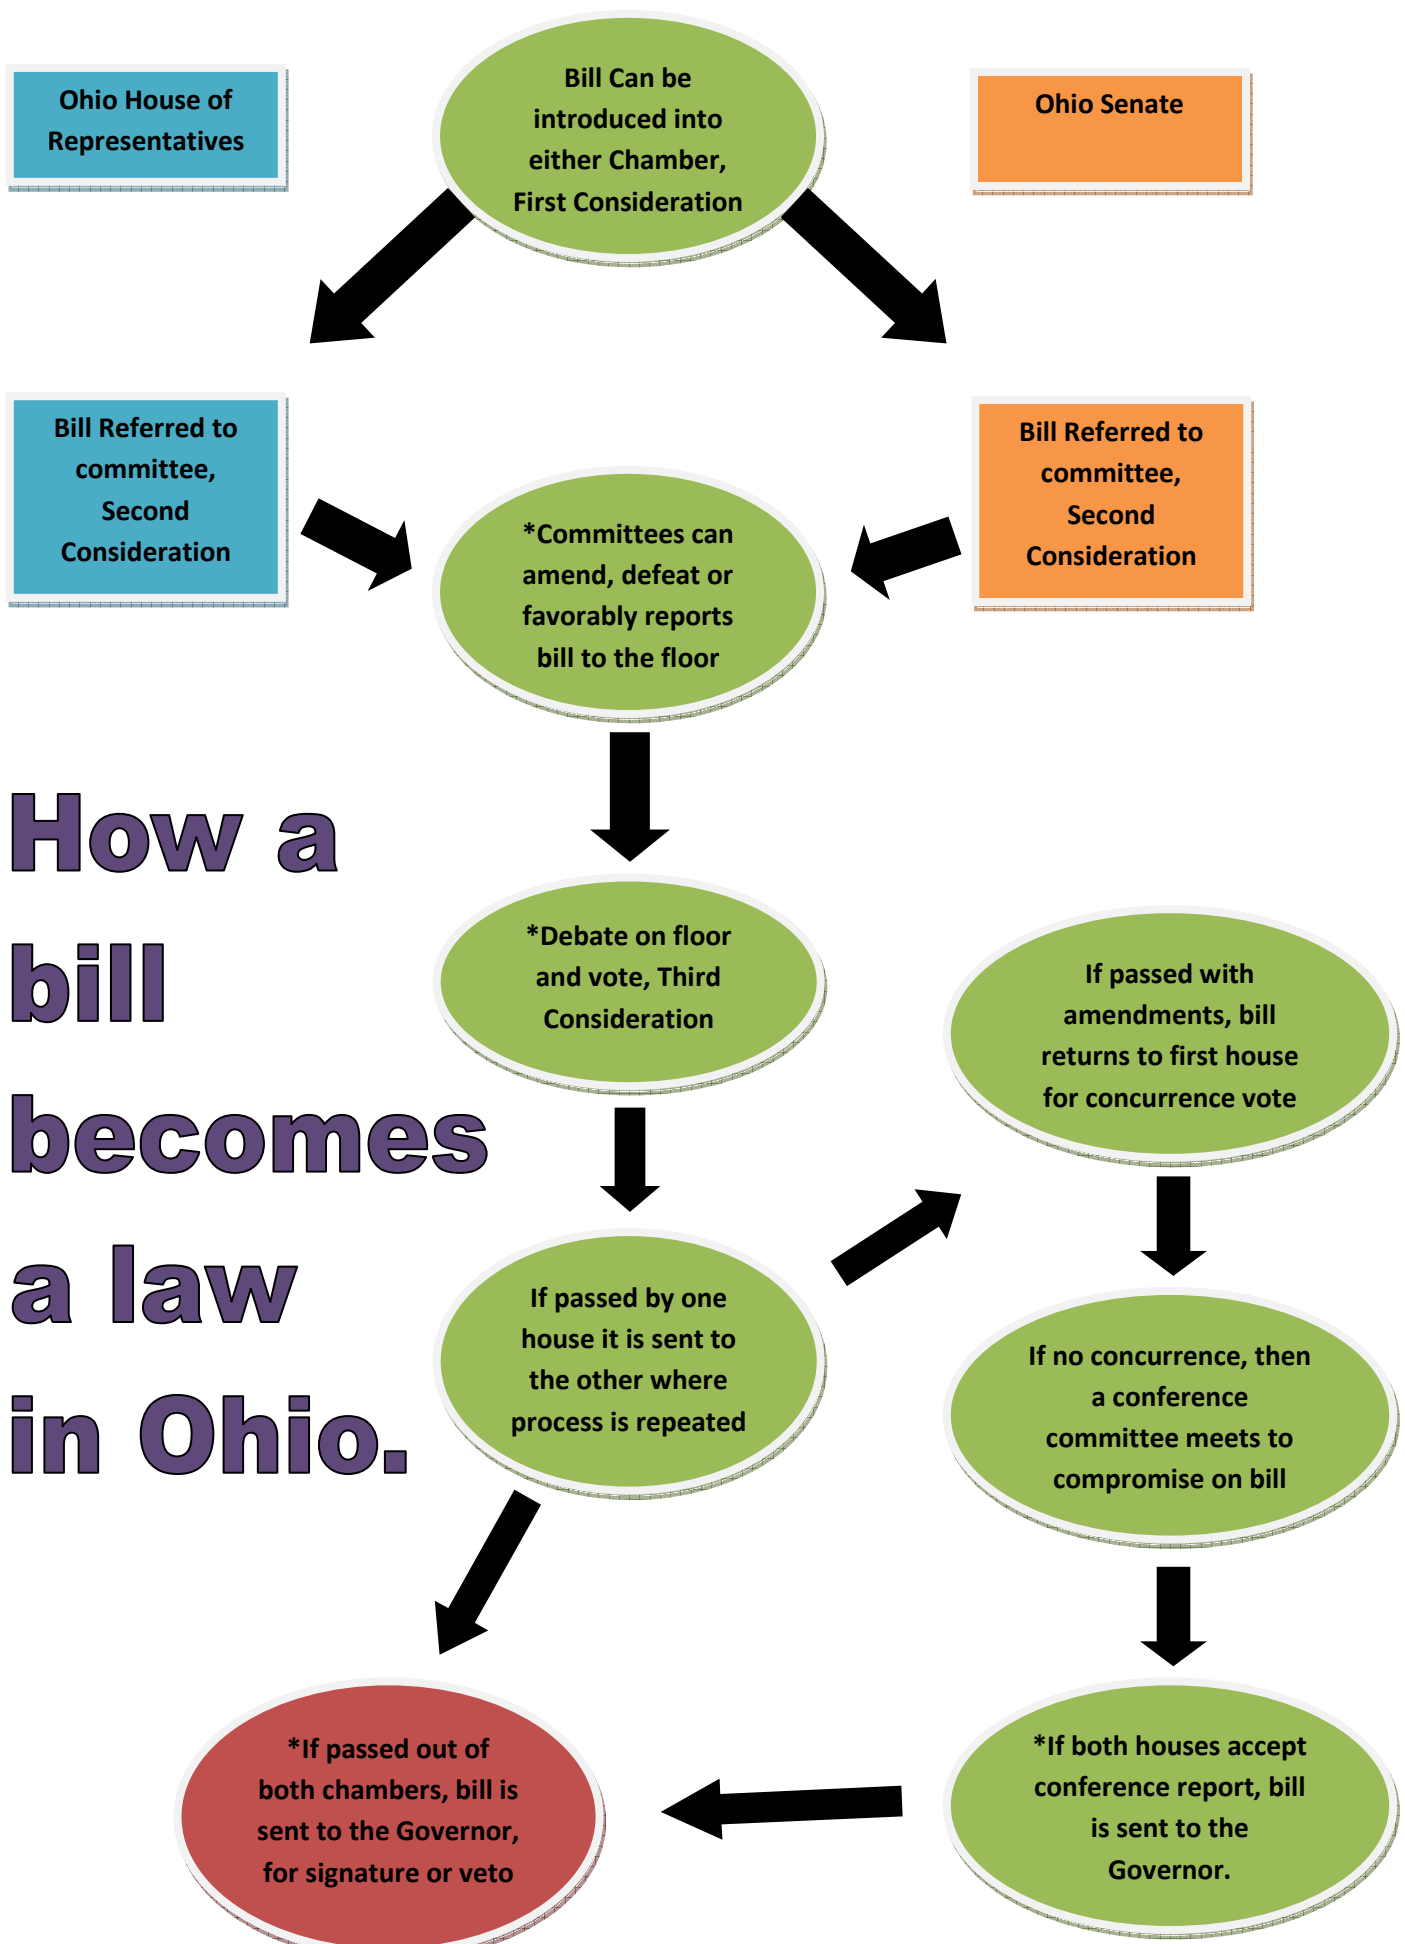 Ohio House of
Representatives
Bill Can be
introduced into
either Chamber,
First Consideration
Ohio Senate
Bill Referred to
committee,
Second
Consideration
*Committees can
amend, defeat or
favorably reports
bill to the floor
Bill Referred to
committee,
Second
Consideration
How a
bill
becomes
a law
in Ohio.
*Debate on floor
and vote, Third
Consideration
If passed by one
house it is sent to
the other where
process is repeated
If passed with
amendments, bill
returns to first house
for concurrence vote
If no concurrence, then
a conference
committee meets to
compromise on bill
*If both houses accept
conference report, bill
is sent to the
Governor.
*If passed out of
both chambers, bill is
sent to the Governor,
for signature or veto